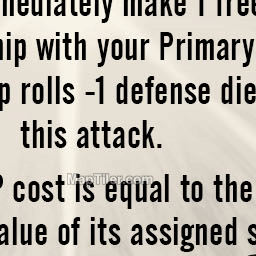 mediately make 1 free
hip with your Primary
p rolls -1 defense die
this attack.
P cost is equal to the
MapTiler.com
alue of its assigned s